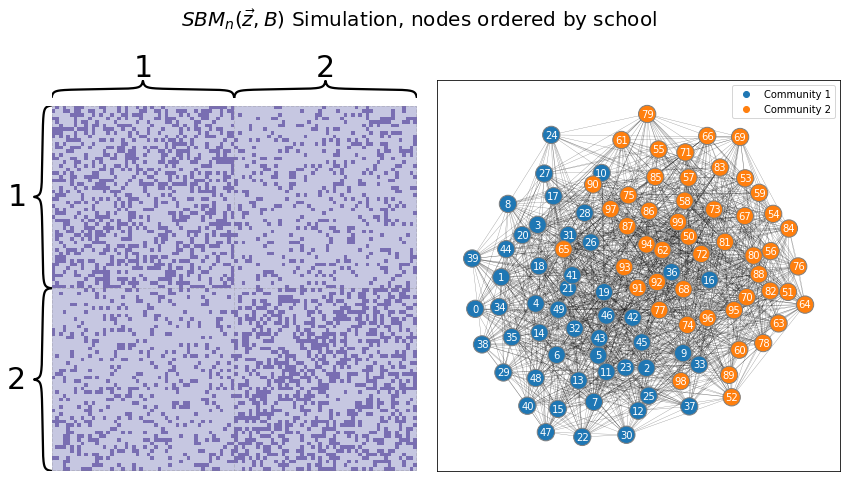 SBM_n(z⃗, B) Simulation, nodes ordered by school
1 2
1
2
Community 1
Community 2
79
24 61 66 69
55 71
27 10 83
90 85 57 53
17 75 59
8 97 28 86 58 73 67 54
3 87 99 84
20 31 26 50 81
44 65 94 62 72 80 56
39 18 93 36 76
1 41 16 88
21 19 91 92 68 70 82 51
0 34 4 49 77 95 64
46 42 96
32 74 63
38 35 14 43 45 78
6 5 9 60
29 11 23 2 33
48 13 98 89
25 52
40 15 7 12 37
47 22 30